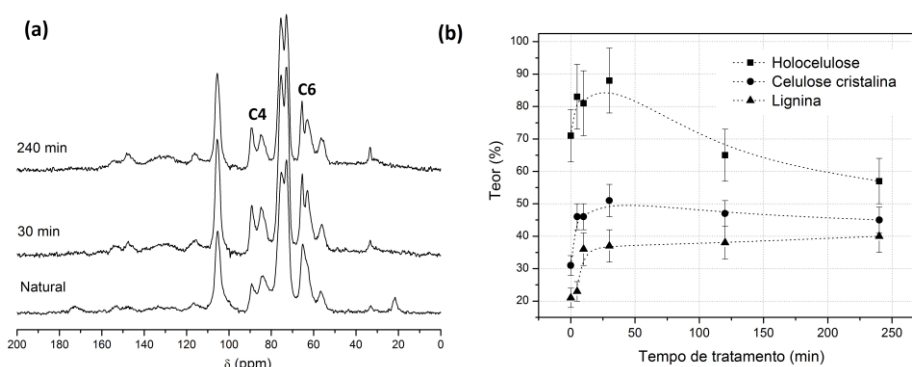 (a)
C4
C6
240 min
30 min
Natural
200 180 160 140 120 100 80 60 40 20 0
δ (ppm)
(b)
100
90
80
70
60
50
40
30
20
Teor (%)
Holocelulose
Celulose cristalina
Lignina
0 50 100 150 200 250
Tempo de tratamento (min)